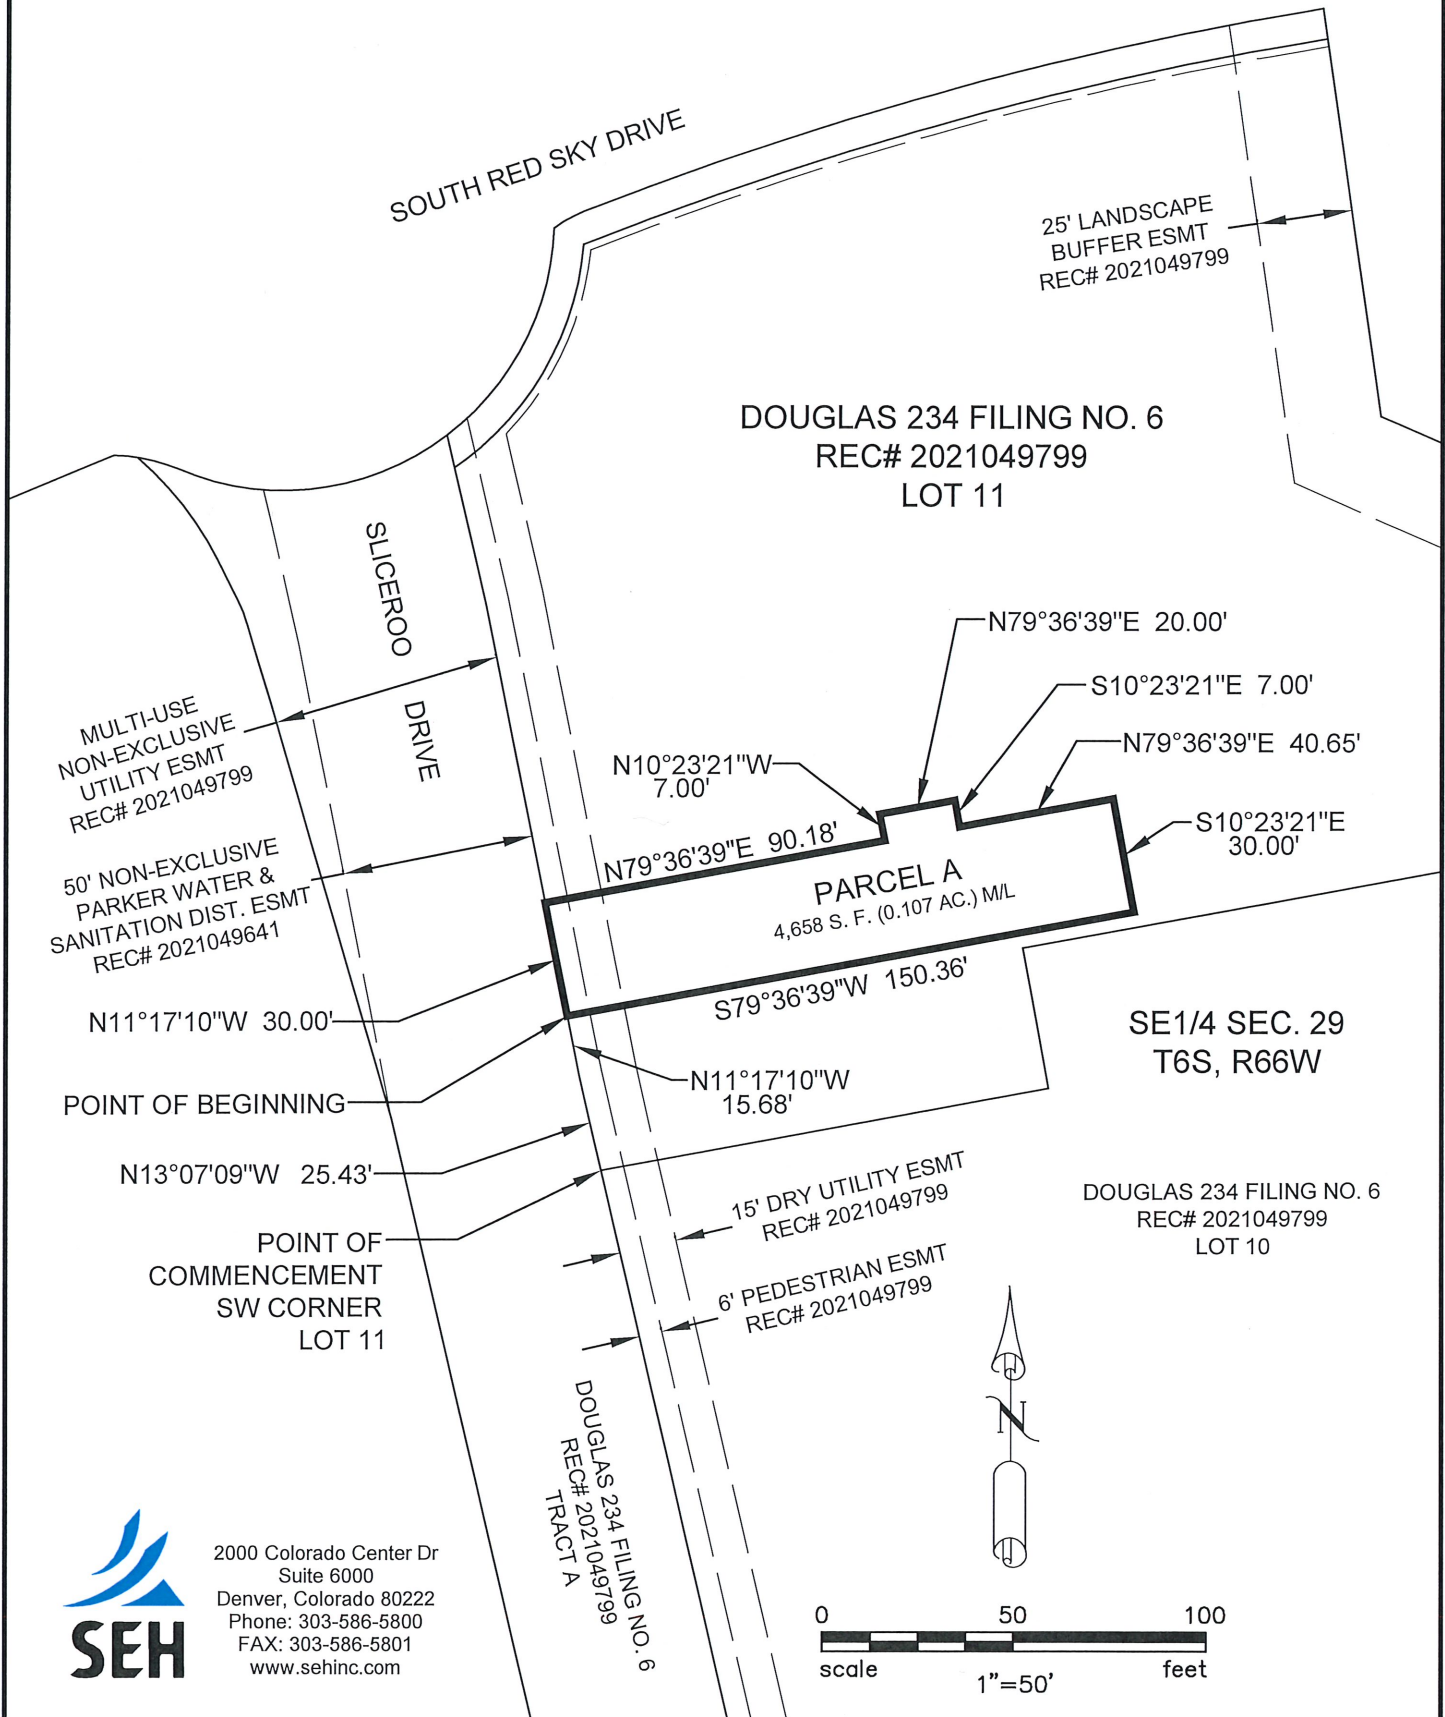 SOUTH RED SKY DRIVE
25' LANDSCAPE
BUFFER ESMT
REC# 2021049799
DOUGLAS 234 FILING NO. 6
REC# 2021049799
LOT 11
SLICEROO
DRIVE
N79°36'39"E 20.00'
S10°23'21"E 7.00'
N79°36'39"E 40.65'
N10°23'21"W
7.00'
S10°23'21"E
30.00'
MULTI-USE
NON-EXCLUSIVE
UTILITY ESMT
REC# 2021049799
N79°36'39"E 90.18'
PARCEL A
4,658 S. F. (0.107 AC.) M/L
50' NON-EXCLUSIVE
PARKER WATER &
SANITATION DIST. ESMT
REC# 2021049641
S79°36'39"W 150.36'
N11°17'10"W 30.00'
SE1/4 SEC. 29
T6S, R66W
N11°17'10"W
15.68'
POINT OF BEGINNING
N13°07'09"W 25.43'
15' DRY UTILITY ESMT
REC# 2021049799
DOUGLAS 234 FILING NO. 6
REC# 2021049799
LOT 10
POINT OF
COMMENCEMENT
SW CORNER
LOT 11
6' PEDESTRIAN ESMT
REC# 2021049799
N
DOUGLAS 234 FILING NO. 6
REC# 2021049799
TRACT A
SEH
2000 Colorado Center Dr
Suite 6000
Denver, Colorado 80222
Phone: 303-586-5800
FAX: 303-586-5801
www.sehinc.com
0 50 100
scale 1"=50' feet